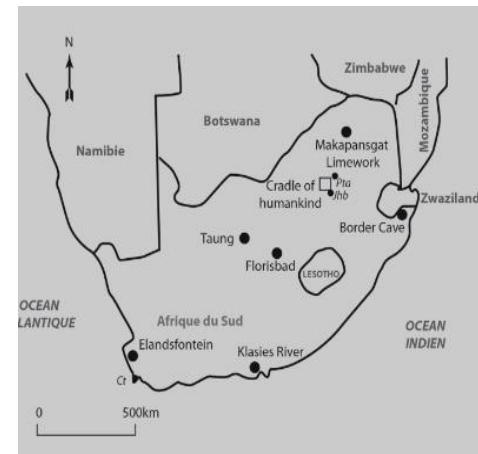 N
Zimbabwe
Mozambique
Botswana
Namibie
Makapansgat
Limework
Pta
Cradle of
humankind
Jhb
Zwaziland
Border Cave
Taung
Florisbad
LESOTHO
OCEAN
LANTIQUE
Afrique du Sud
OCEAN
INDIEN
Elandsfontein
Klasies River
Ct
0 500km